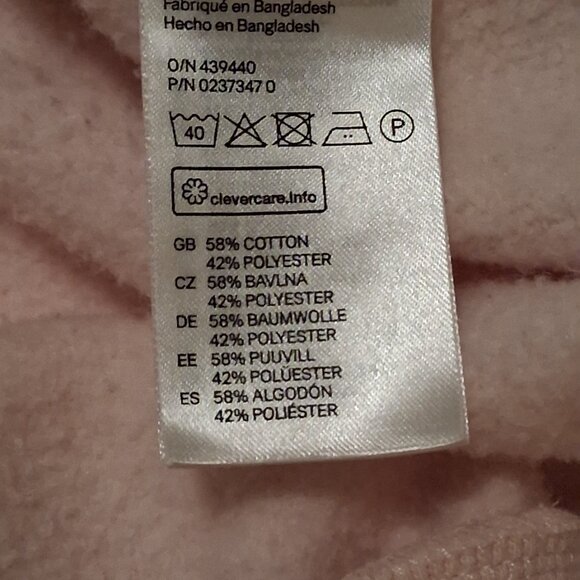 Fabriqué en Bangladesh
Hecho en Bangladesh
O/N 439440
P/N 0237347 0
40 P
clevercare.info
GB 58% COTTON
42% POLYESTER
CZ 58% BAVLNA
42% POLYESTER
DE 58% BAUMWOLLE
42% POLYESTER
EE 58% PUUVILL
42% POLÜESTER
ES 58% ALGODÓN
42% POLIÉSTER